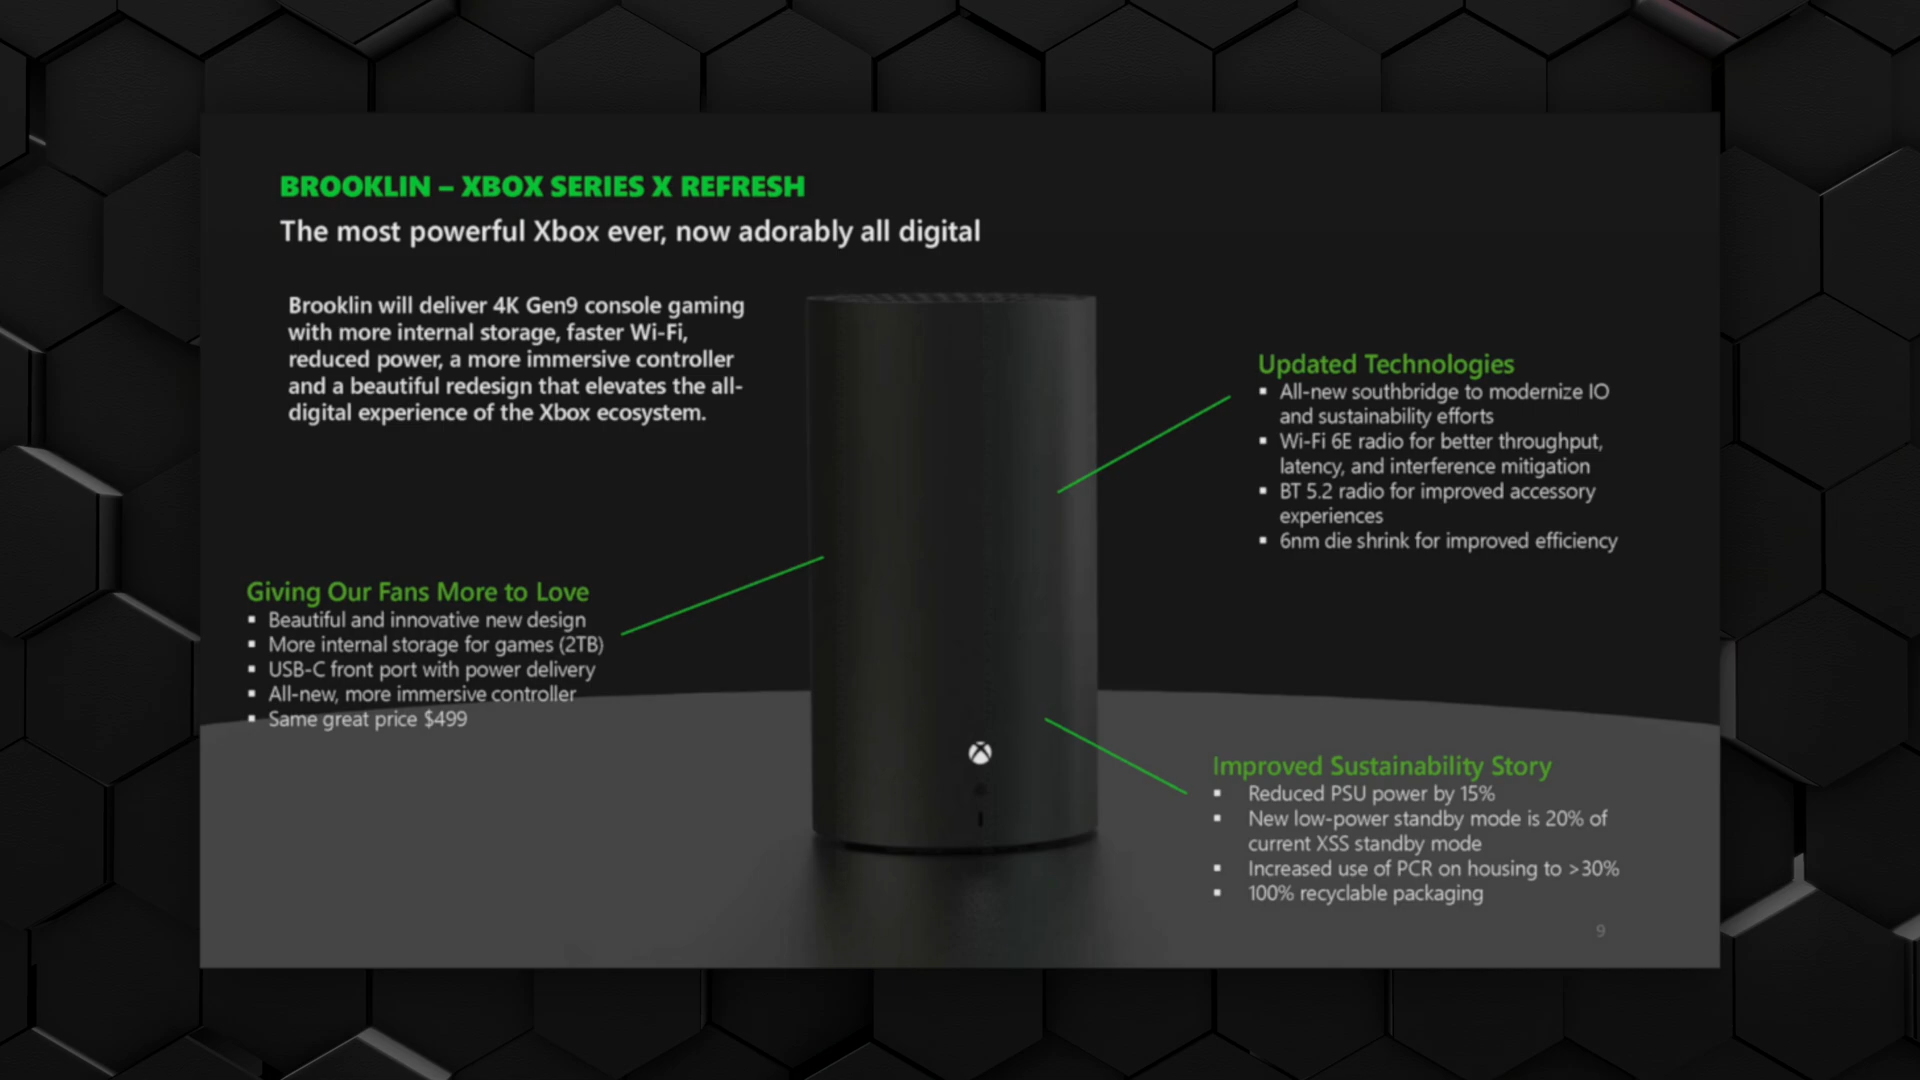 BROOKLIN – XBOX SERIES X REFRESH
The most powerful Xbox ever, now adorably all digital
Brooklin will deliver 4K Gen9 console gaming
with more internal storage, faster Wi-Fi,
reduced power, a more immersive controller
and a beautiful redesign that elevates the all-
digital experience of the Xbox ecosystem.
Updated Technologies
▪ All-new southbridge to modernize IO
and sustainability efforts
▪ Wi-Fi 6E radio for better throughput,
latency, and interference mitigation
▪ BT 5.2 radio for improved accessory
experiences
▪ 6nm die shrink for improved efficiency
Giving Our Fans More to Love
▪ Beautiful and innovative new design
▪ More internal storage for games (2TB)
▪ USB-C front port with power delivery
▪ All-new, more immersive controller
▪ Same great price $499
Improved Sustainability Story
▪ Reduced PSU power by 15%
▪ New low-power standby mode is 20% of
current XSS standby mode
▪ Increased use of PCR on housing to >30%
▪ 100% recyclable packaging
9